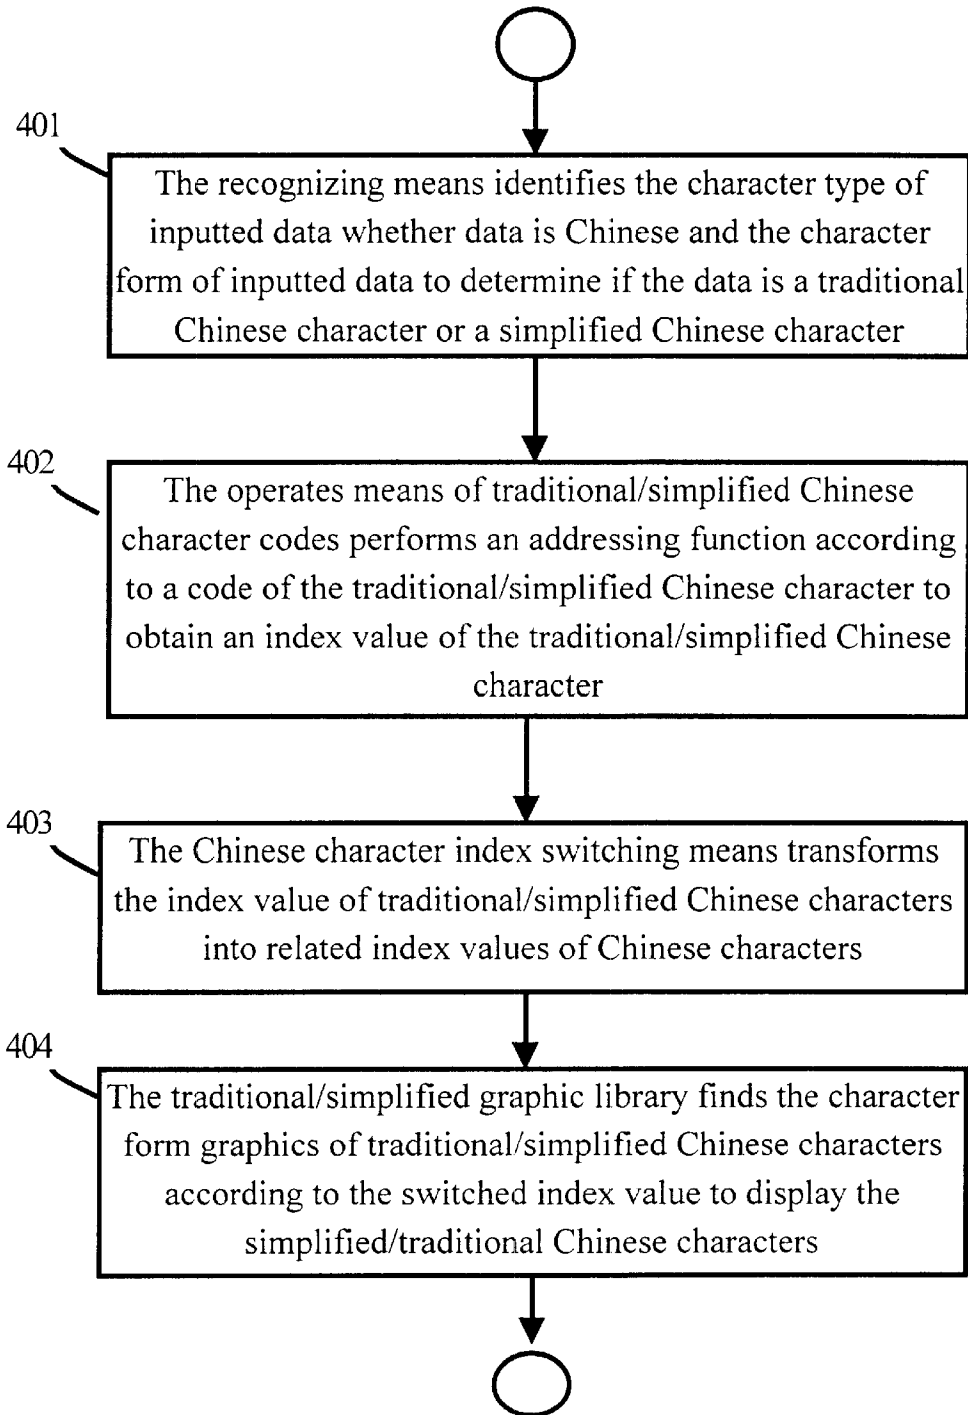 401
The recognizing means identifies the character type of
inputted data whether data is Chinese and the character
form of inputted data to determine if the data is a traditional
Chinese character or a simplified Chinese character
402
The operates means of traditional/simplified Chinese
character codes performs an addressing function according
to a code of the traditional/simplified Chinese character to
obtain an index value of the traditional/simplified Chinese
character
403
The Chinese character index switching means transforms
the index value of traditional/simplified Chinese characters
into related index values of Chinese characters
404
The traditional/simplified graphic library finds the character
form graphics of traditional/simplified Chinese characters
according to the switched index value to display the
simplified/traditional Chinese characters